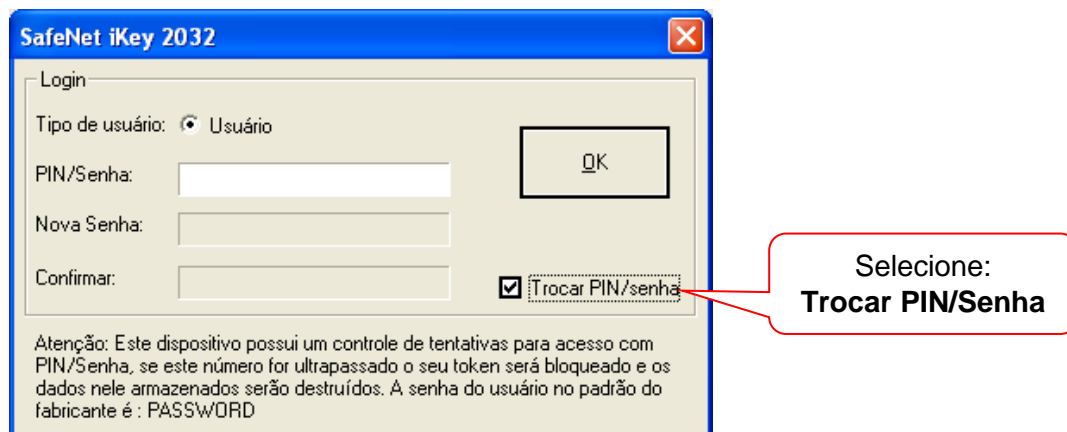 SafeNet iKey 2032
Login
Tipo de usuário: Usuário
PIN/Senha:
OK
Nova Senha:
Confirmar:
Trocar PIN/senha
Selecione:
Trocar PIN/Senha
Atenção: Este dispositivo possui um controle de tentativas para acesso com
PIN/Senha, se este número for ultrapassado o seu token será bloqueado e os
dados nele armazenados serão destruídos. A senha do usuário no padrão do
fabricante é : PASSWORD